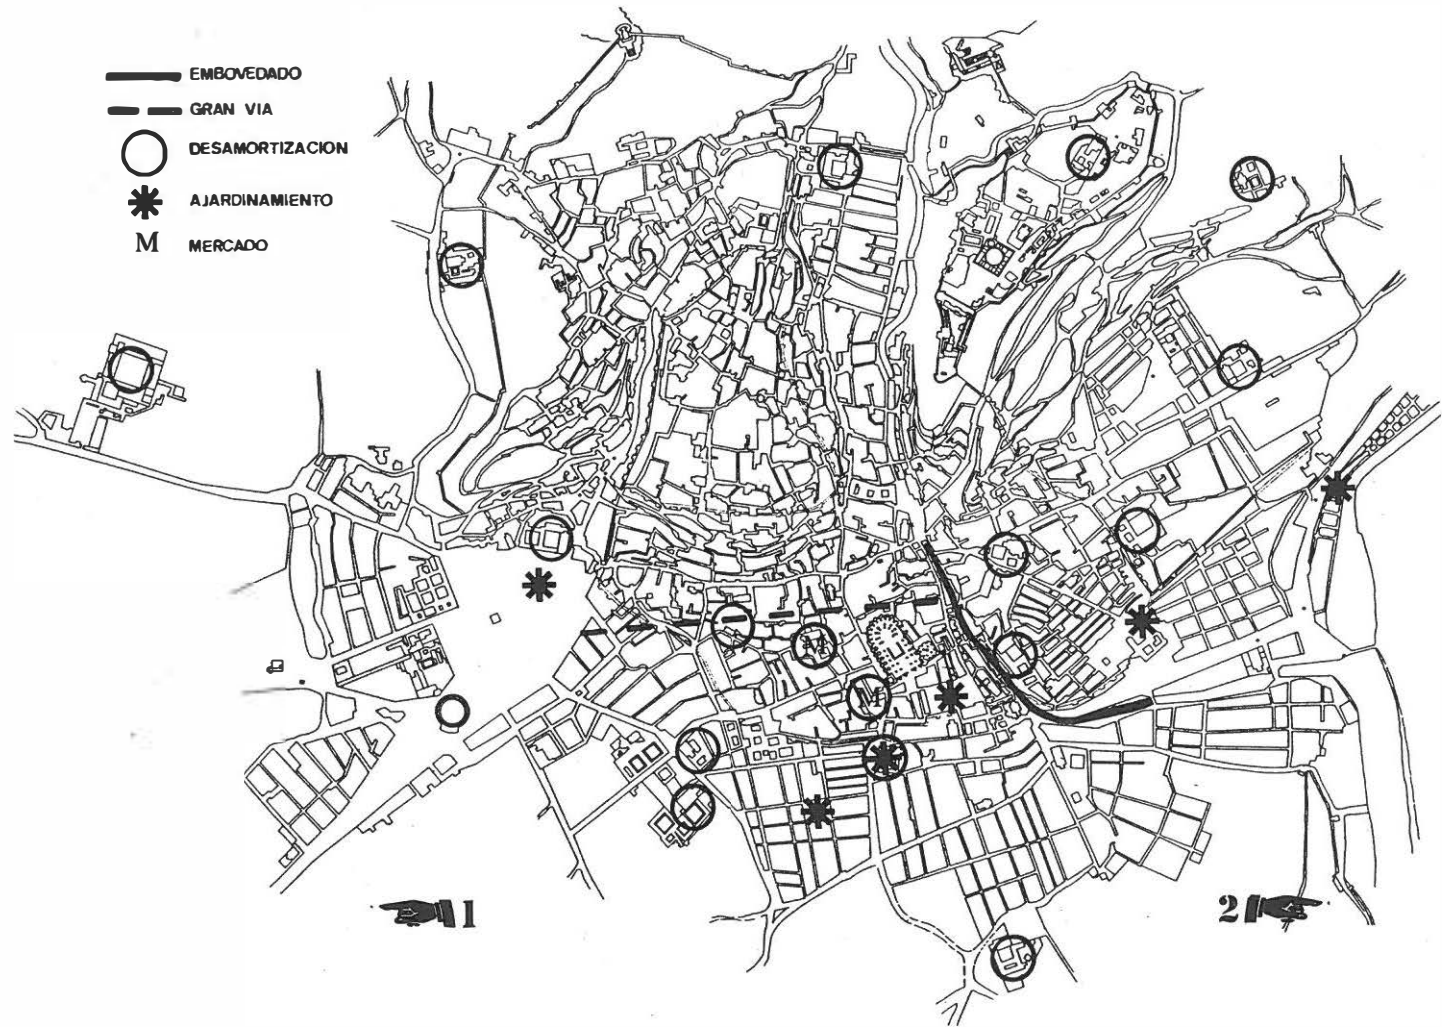 EMBOVEDADO
GRAN VIA
DESAMORTIZACION
AJARDINAMIENTO
M MERCADO
M
M
1
2